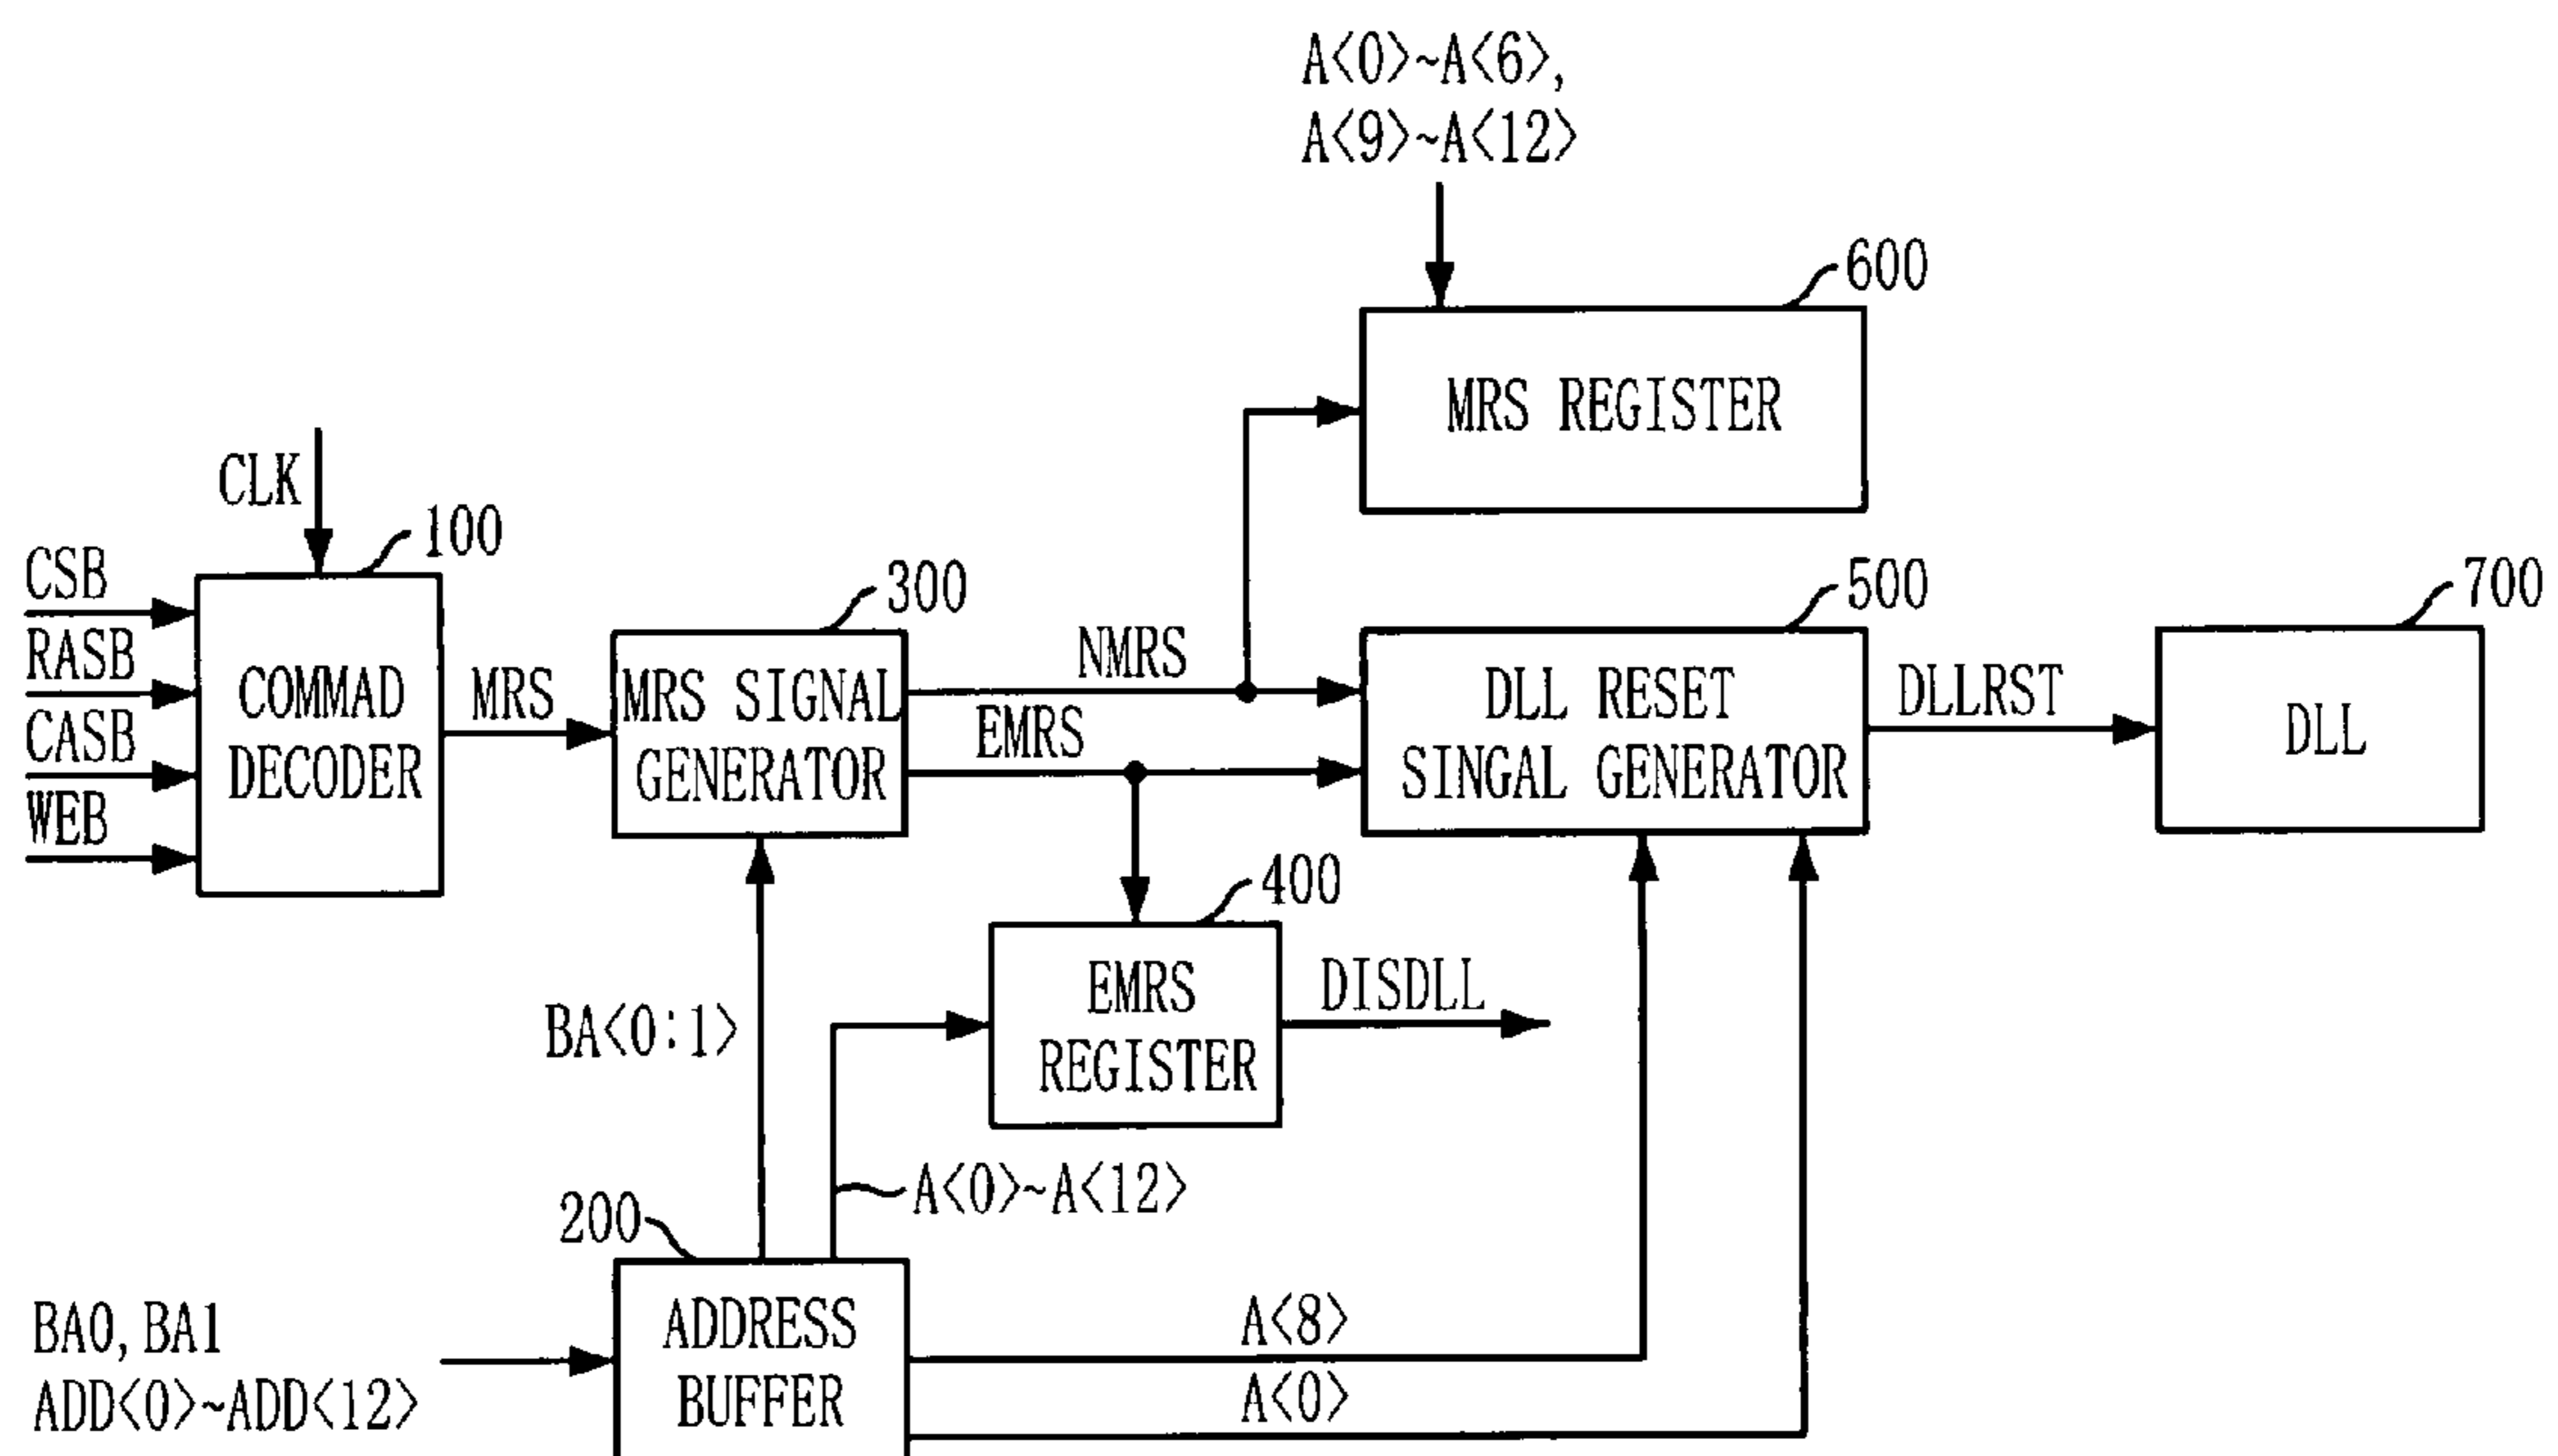 A<0>~A<6>,
A<9>~A<12>
600
MRS REGISTER
CLK
100
CSB
RASB
CASB
WEB
COMMAD
DECODER
MRS
300
MRS SIGNAL
GENERATOR
NMRS
EMRS
500
DLL RESET
SINGAL GENERATOR
DLLRST
700
DLL
400
EMRS
REGISTER
DISDLL
BA<0:1>
A<0>~A<12>
200
BA0, BA1
ADD<0>~ADD<12>
ADDRESS
BUFFER
A<8>
A<0>